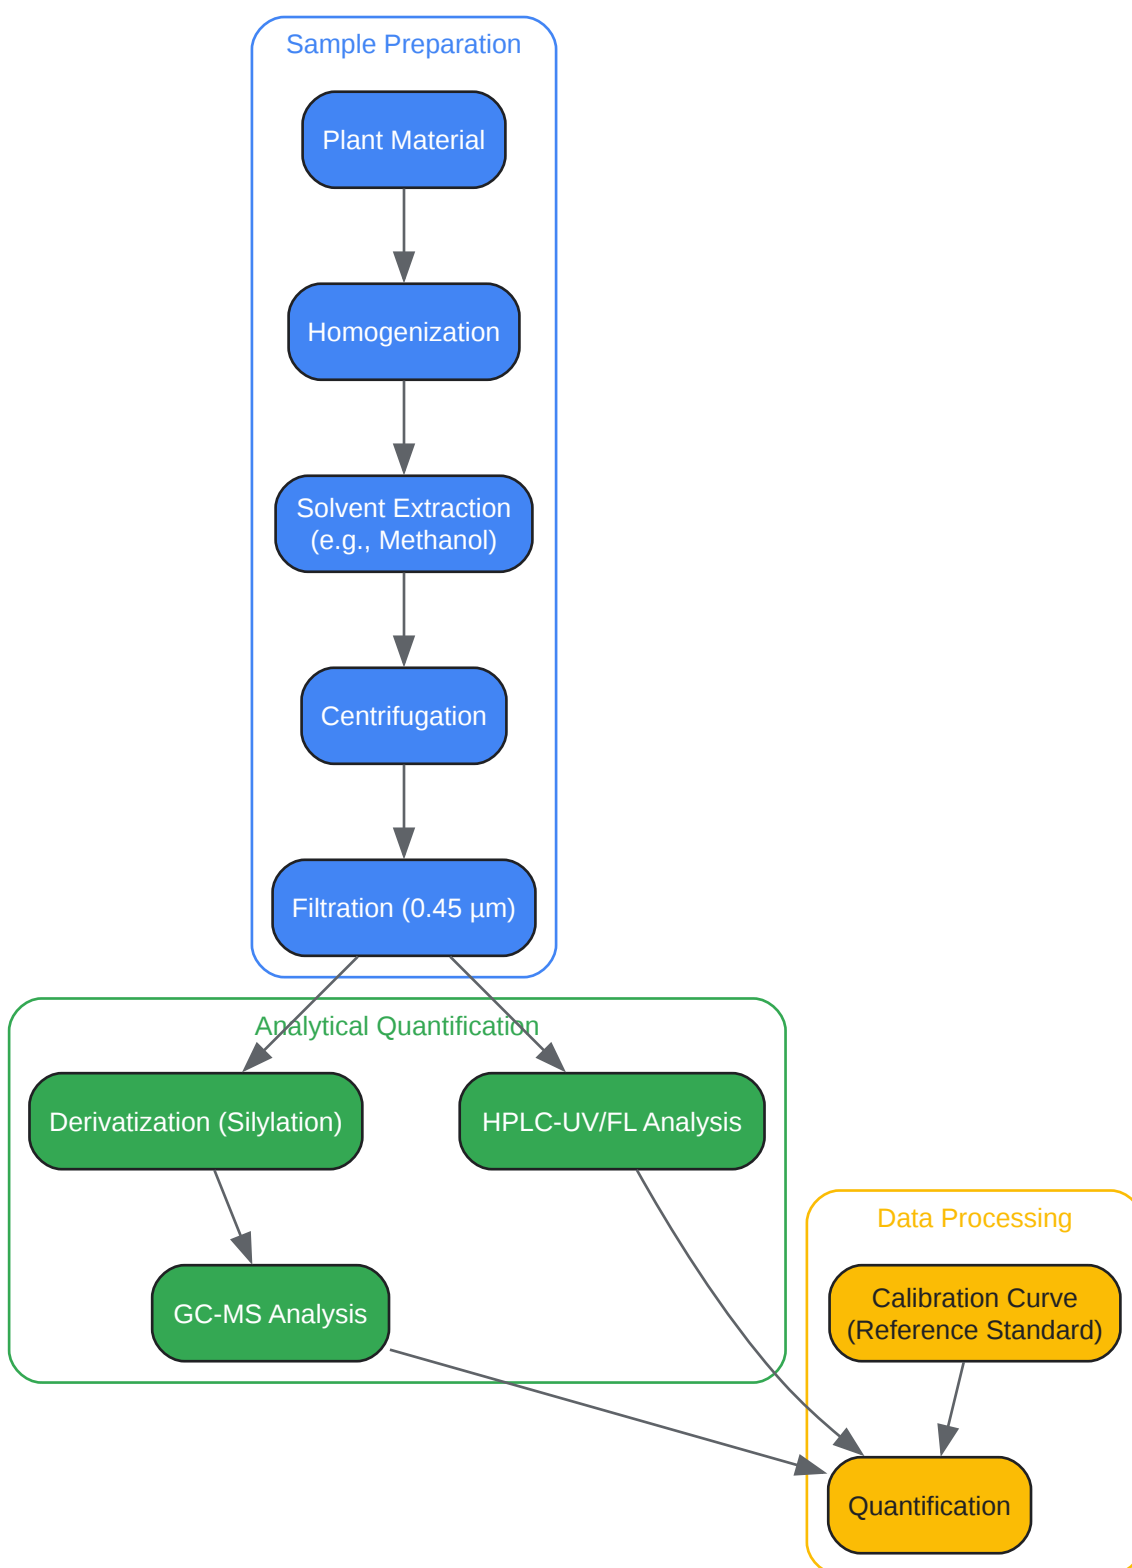 Sample Preparation
Plant Material
Homogenization
Solvent Extraction
(e.g., Methanol)
Centrifugation
Filtration (0.45 µm)
Analytical Quantification
Derivatization (Silylation)
HPLC-UV/FL Analysis
GC-MS Analysis
Data Processing
Calibration Curve
(Reference Standard)
Quantification